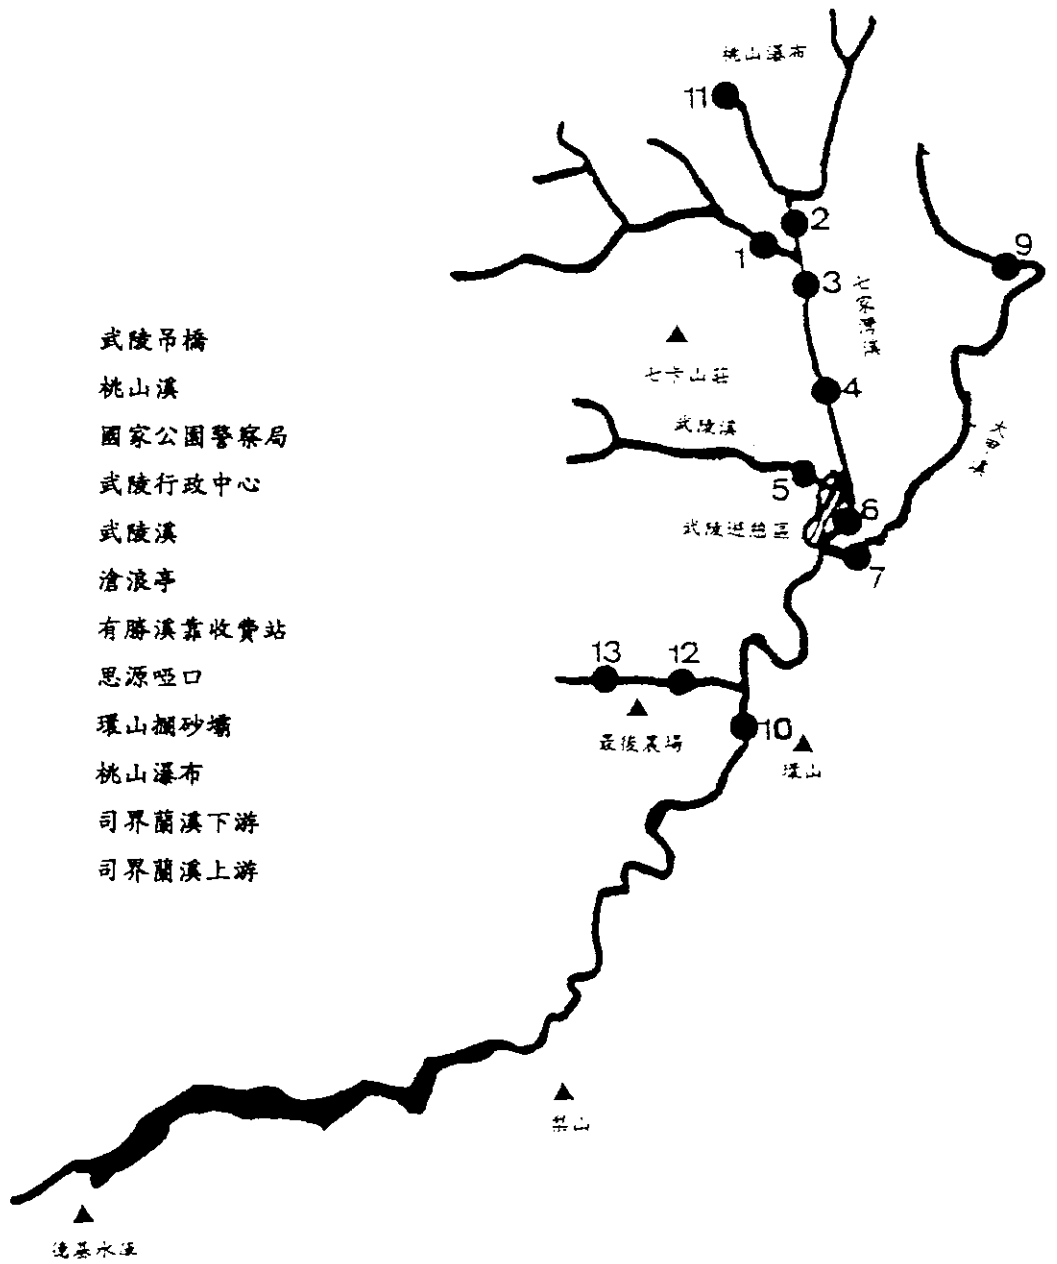 桃山瀑布
11
2
1
9
3
七家灣溪
武陵吊橋
七卡山莊
桃山溪
4
武陵溪
大甲溪
國家公園警察局
武陵行政中心
5
6
武陵遊憩區
武陵溪
7
滄浪亭
有勝溪靠收費站
13
12
思源啞口
環山攔砂壩
10
最後農場
環山
桃山瀑布
司界蘭溪下游
司界蘭溪上游
梨山
德基水庫